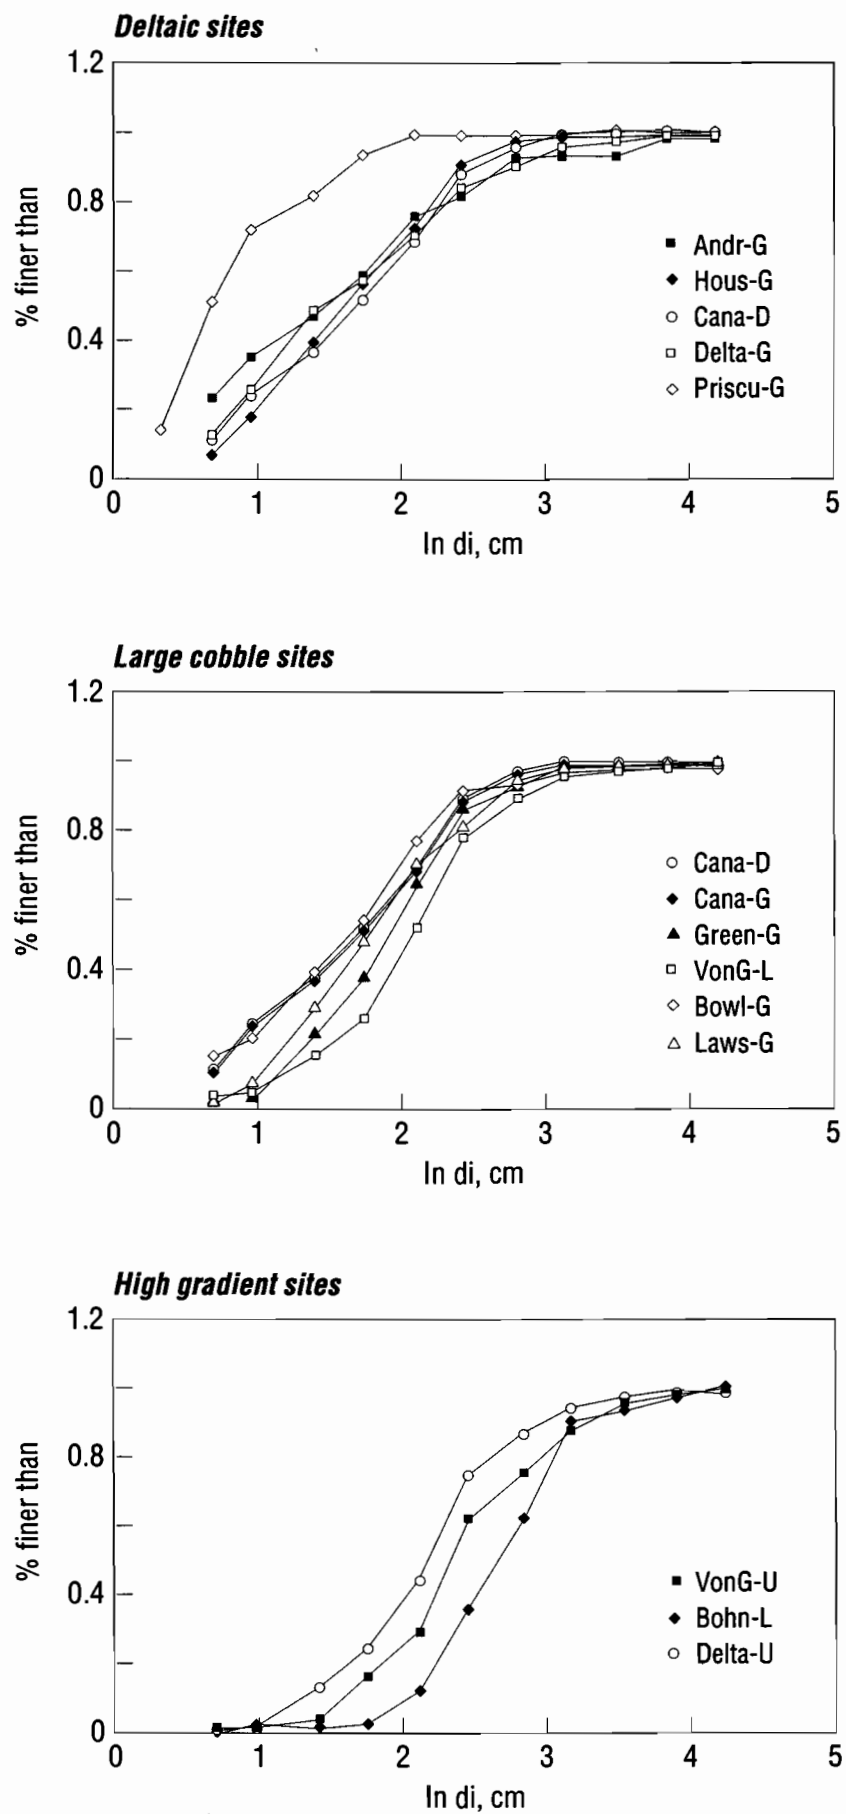 Deltaic sites
1.2
0.8
0.4
0
% finer than
Andr-G
Hous-G
Cana-D
Delta-G
Priscu-G
0 1 2 3 4 5
In di, cm
Large cobble sites
1.2
0.8
0.4
0
% finer than
Cana-D
Cana-G
Green-G
VonG-L
Bowl-G
Laws-G
0 1 2 3 4 5
In di, cm
High gradient sites
1.2
0.8
0.4
0
% finer than
VonG-U
Bohn-L
Delta-U
0 1 2 3 4 5
In di, cm